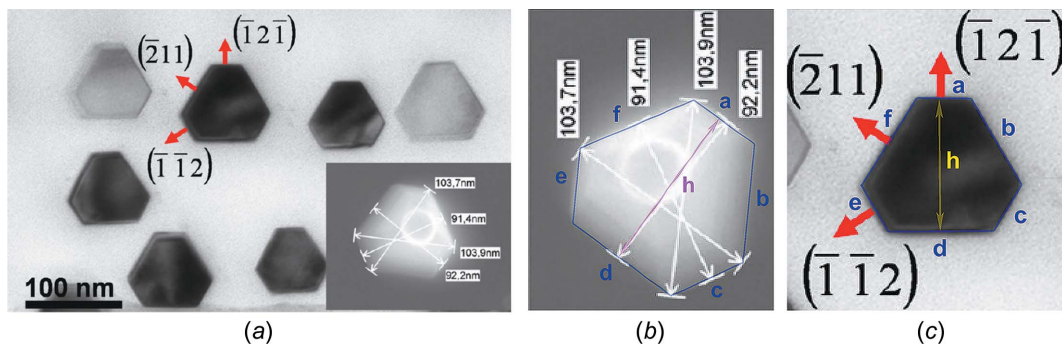 (1̅21̅)
(2̅11)
(1̅ 1̅2)
103,7nm
91,4nm
103,9nm
92,2nm
100 nm
(a)
103,7nm
91,4nm
103,9nm
92,2nm
a
f
e
b
h
d
c
(b)
(1̅21̅)
(2̅11)
a
f
b
h
e
c
d
(1̅ 1̅2)
(c)